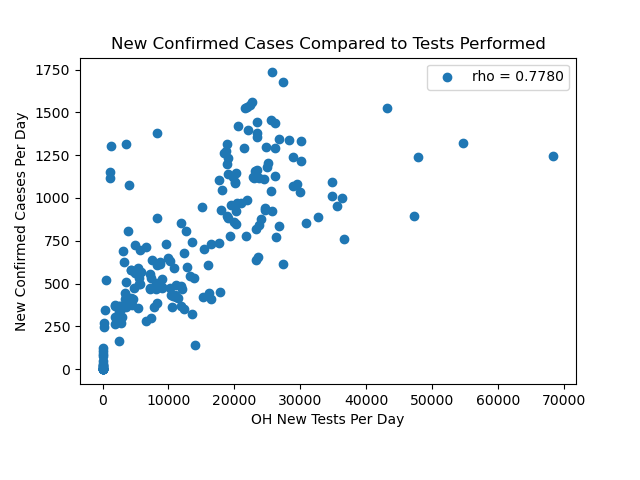 New Confirmed Cases Compared to Tests Performed
rho = 0.7780
New Confirmed Caeses Per Day
1750
1500
1250
1000
750
500
250
0
0 10000 20000 30000 40000 50000 60000 70000
OH New Tests Per Day